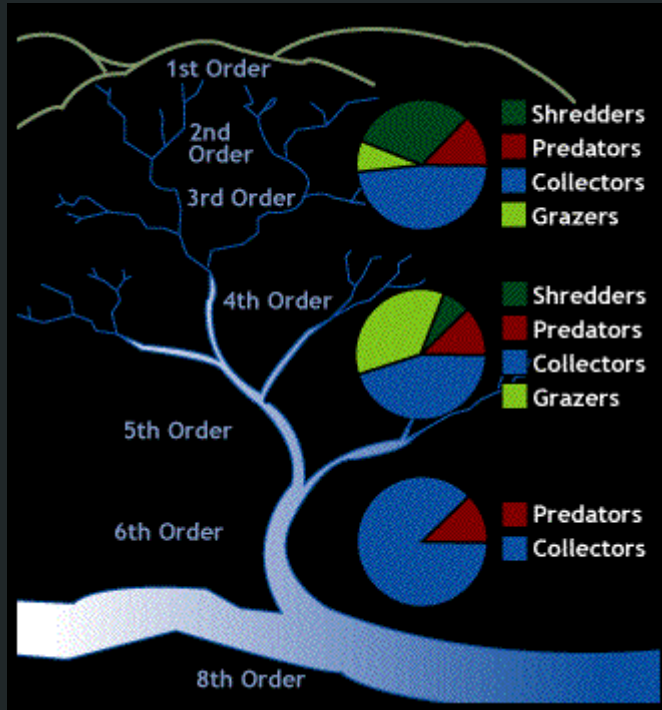 1st Order
2nd
Order
3rd Order
Shredders
Predators
Collectors
Grazers
4th Order
Shredders
Predators
Collectors
Grazers
5th Order
6th Order
Predators
Collectors
8th Order